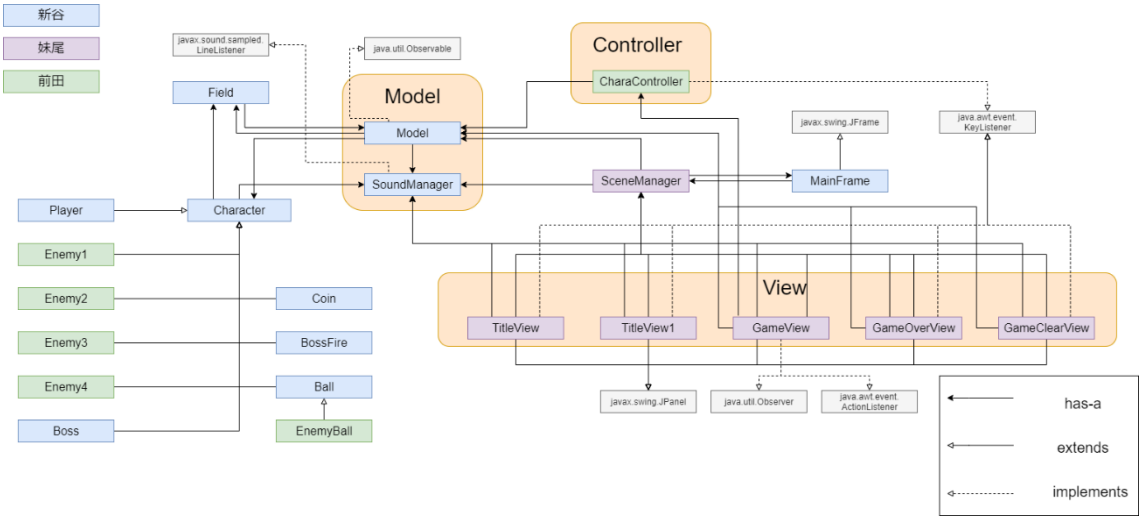 新谷
妹尾
前田
javax.sound.sampled.
LineListener
java.util.Observable
Controller
CharaController
Field
Model
Model
SoundManager
javax.swing.JFrame
java.awt.event.
KeyListener
SceneManager
MainFrame
Player
Character
Enemy1
Enemy2
Coin
Enemy3
BossFire
Enemy4
Ball
Boss
EnemyBall
View
TitleView
TitleView1
GameView
GameOverView
GameClearView
javax.swing.JPanel
java.util.Observer
java.awt.event.
ActionListener
has-a
extends
implements